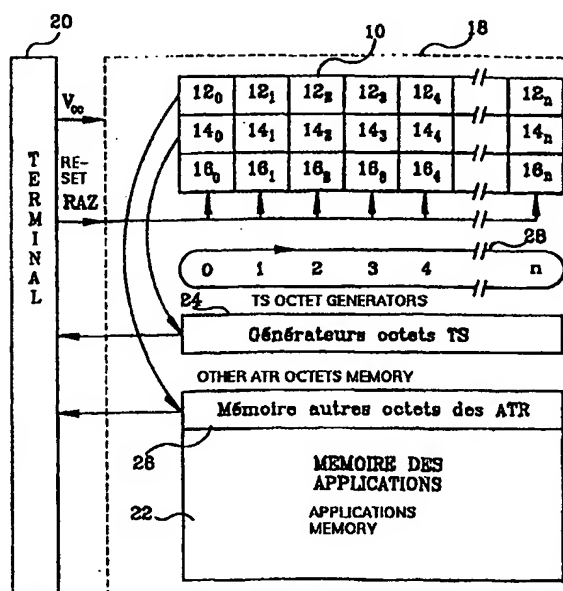 20
10
18
V∞
12₀ 12₁ 12₂ 12₃ 12₄ 12ₙ
14₀ 14₁ 14₂ 14₃ 14₄ 14ₙ
16₀ 16₁ 16₂ 16₃ 16₄ 16ₙ
TERMINAL
RE-
SET
RAZ
28
0 1 2 3 4 n
24
TS OCTET GENERATORS
Générateurs octets TS
OTHER ATR OCTETS MEMORY
Mémoire autres octets des ATR
26
MEMOIRE DES
APPLICATIONS
22
APPLICATIONS
MEMORY